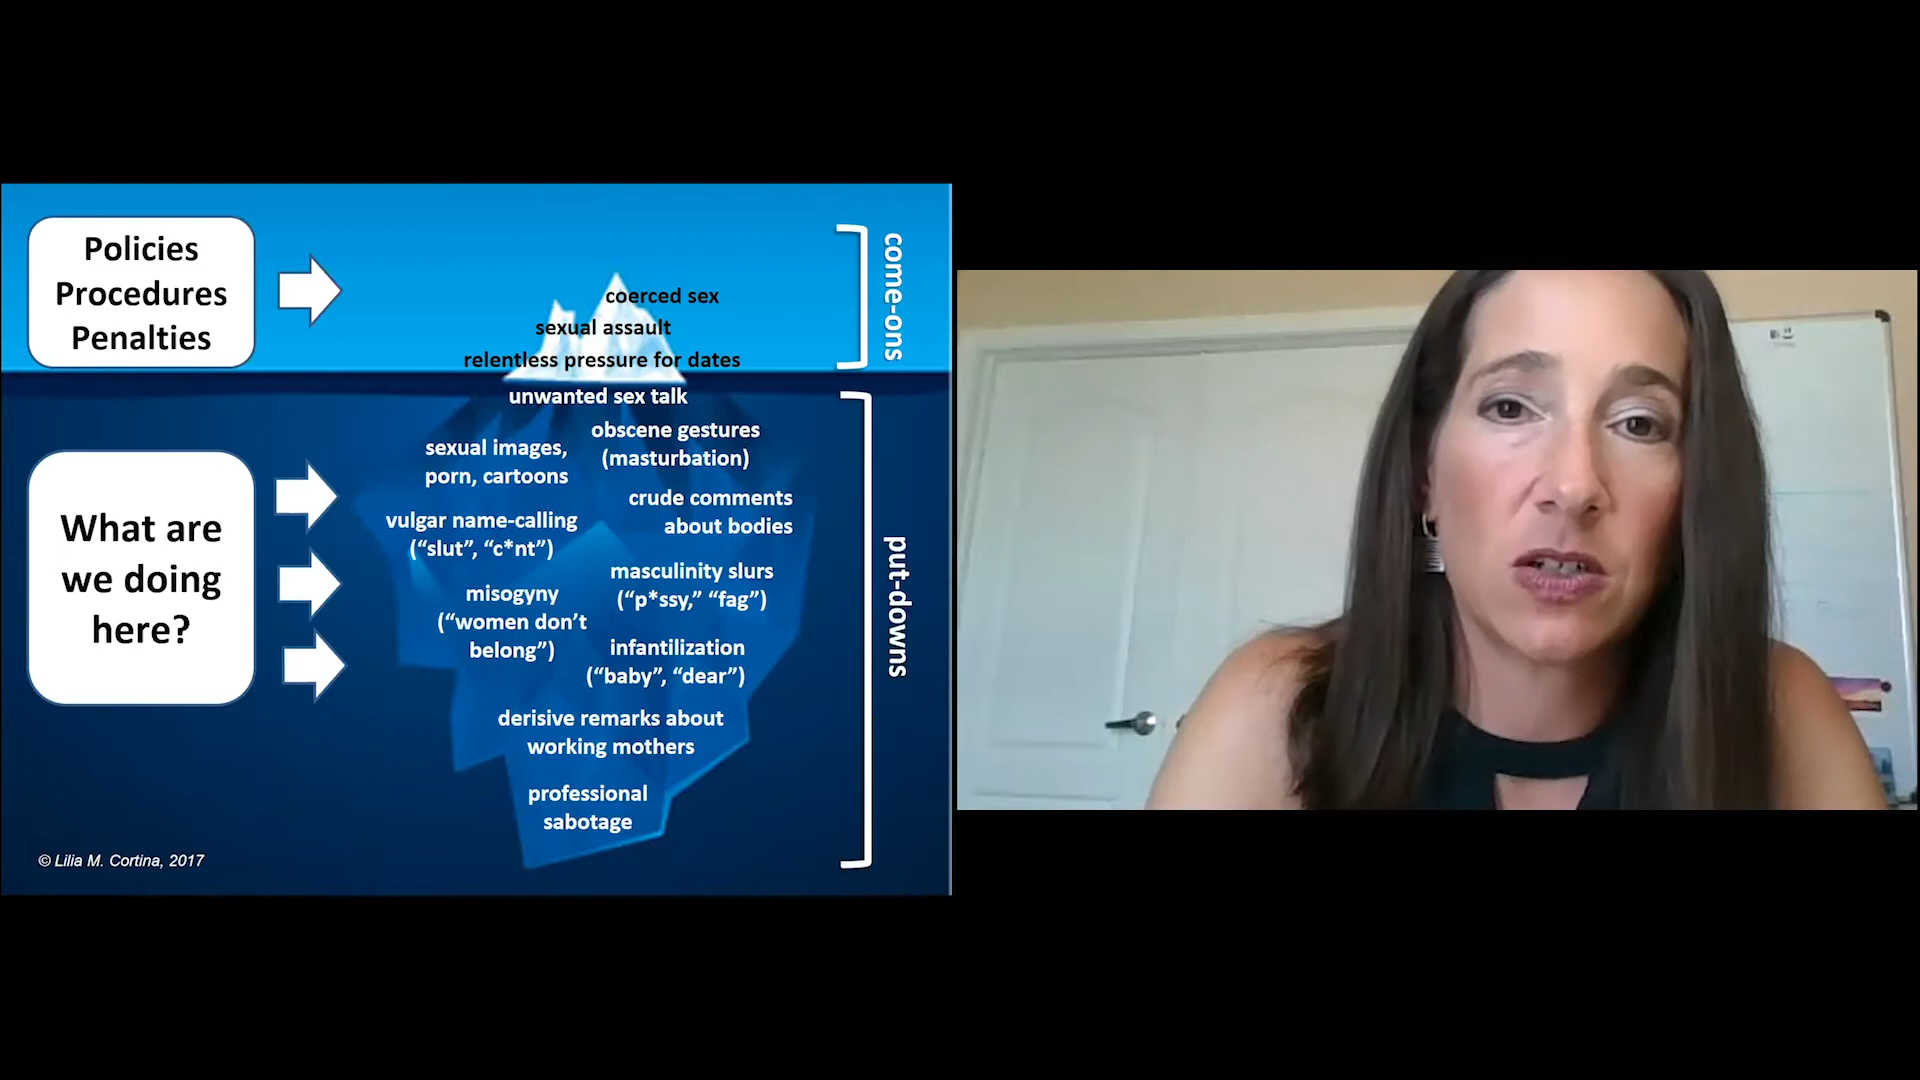 Policies
Procedures
Penalties
coerced sex
sexual assault
relentless pressure for dates
come-ons
unwanted sex talk
obscene gestures
(masturbation)
sexual images,
porn, cartoons
crude comments
about bodies
vulgar name-calling
(“slut”, “c*nt”)
masculinity slurs
(“p*ssy,” “fag”)
misogyny
(“women don’t
belong”)
infantilization
(“baby”, “dear”)
derisive remarks about
working mothers
professional
sabotage
put-downs
What are
we doing
here?
© Lilia M. Cortina, 2017